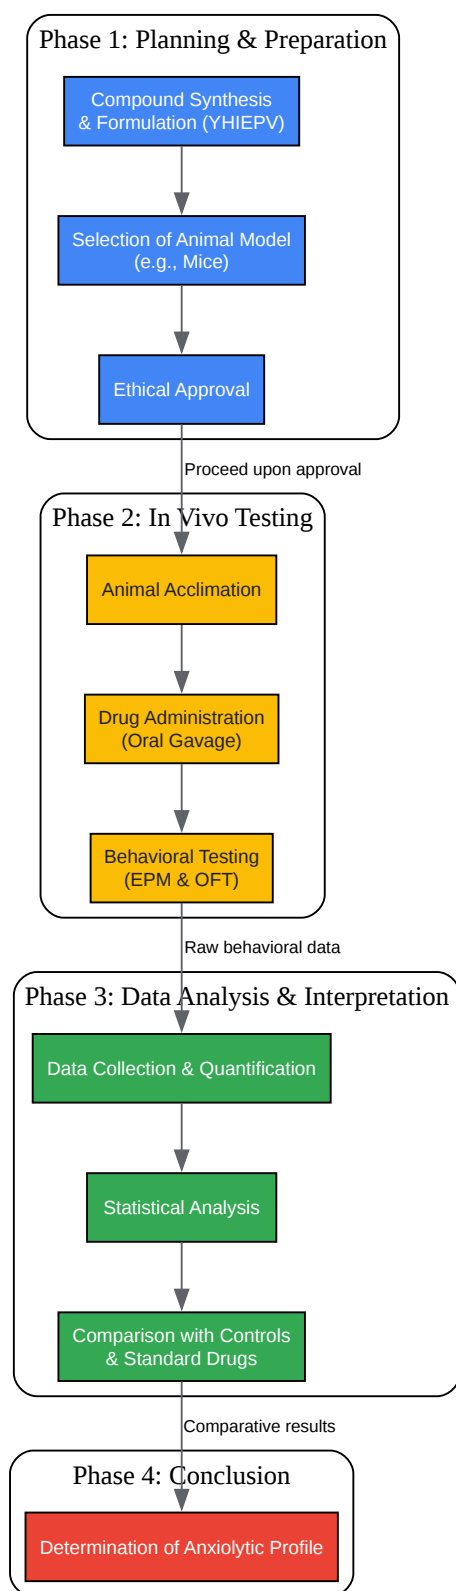 Phase 1: Planning & Preparation
Compound Synthesis
& Formulation (YHIEPV)
Selection of Animal Model
(e.g., Mice)
Ethical Approval
Proceed upon approval
Phase 2: In Vivo Testing
Animal Acclimation
Drug Administration
(Oral Gavage)
Behavioral Testing
(EPM & OFT)
Raw behavioral data
Phase 3: Data Analysis & Interpretation
Data Collection & Quantification
Statistical Analysis
Comparison with Controls
& Standard Drugs
Comparative results
Phase 4: Conclusion
Determination of Anxiolytic Profile